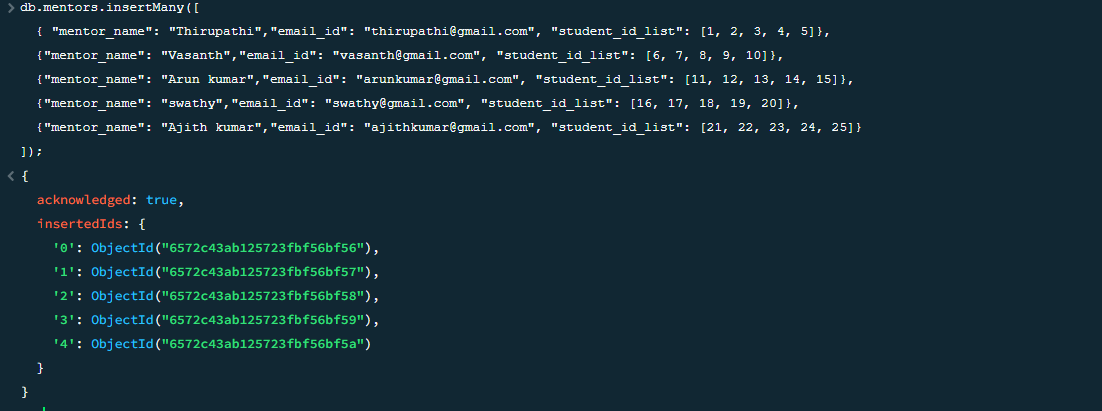 db.mentors.insertMany([
{ "mentor_name": "Thirupathi","email_id": "thirupathi@gmail.com", "student_id_list": [1, 2, 3, 4, 5]},
{"mentor_name": "Vasanth","email_id": "vasanth@gmail.com", "student_id_list": [6, 7, 8, 9, 10]},
{"mentor_name": "Arun kumar","email_id": "arunkumar@gmail.com", "student_id_list": [11, 12, 13, 14, 15]},
{"mentor_name": "swathy","email_id": "swathy@gmail.com", "student_id_list": [16, 17, 18, 19, 20]},
{"mentor_name": "Ajith kumar","email_id": "ajithkumar@gmail.com", "student_id_list": [21, 22, 23, 24, 25]}
]);
{
acknowledged: true,
insertedIds: {
'0': ObjectId("6572c43ab125723fbf56bf56"),
'1': ObjectId("6572c43ab125723fbf56bf57"),
'2': ObjectId("6572c43ab125723fbf56bf58"),
'3': ObjectId("6572c43ab125723fbf56bf59"),
'4': ObjectId("6572c43ab125723fbf56bf5a")
}
}